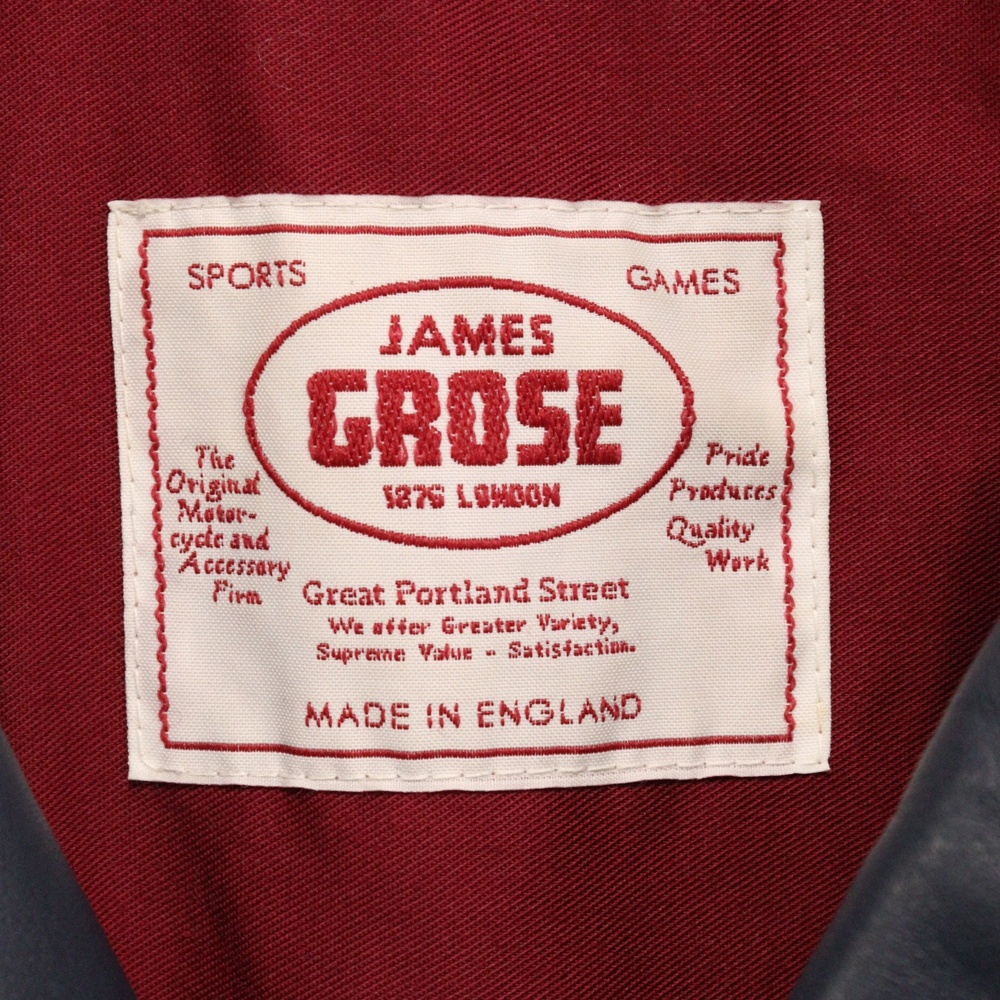 SPORTS
GAMES
JAMES
GROSE
1876 LONDON
The
Original
Motor-
cycle and
Accessory
Firm
Pride
Produces
Quality
Work
Great Portland Street
We offer Greater Variety,
Supreme Value - Satisfaction.
MADE IN ENGLAND